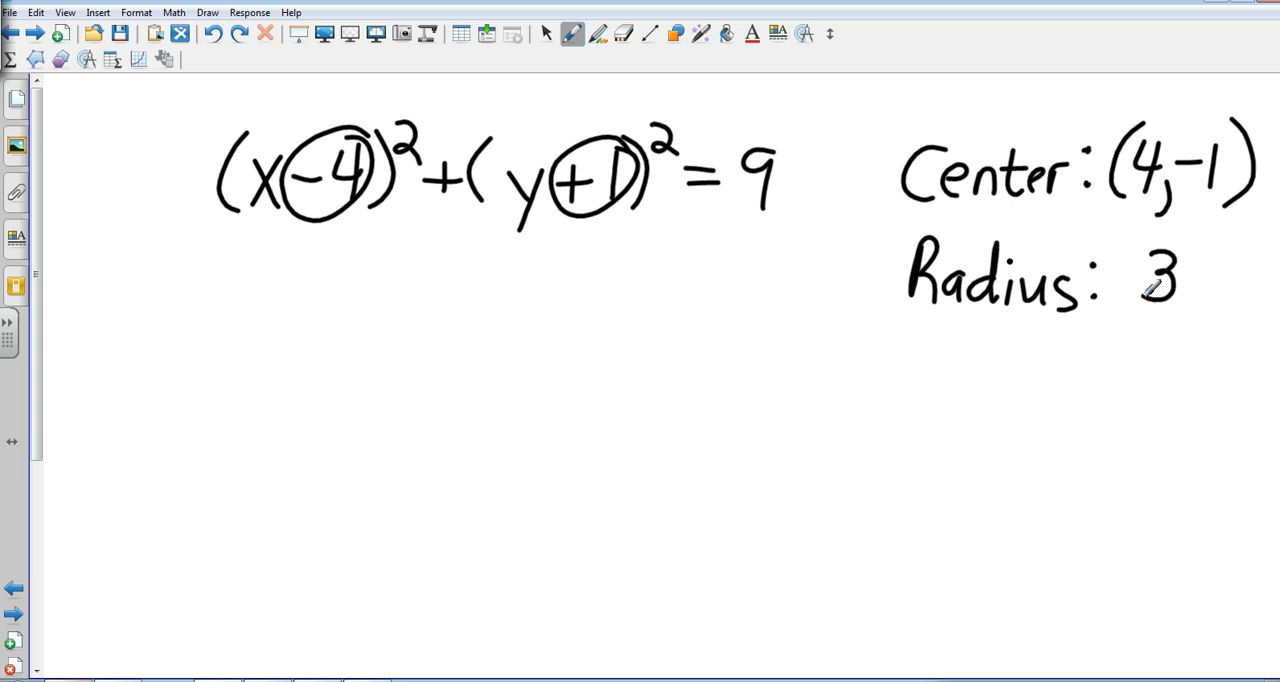 File Edit View Insert Format Math Draw Response Help
(x-4)²+(y+1)²=9
Center: (4,-1)
Radius: 3